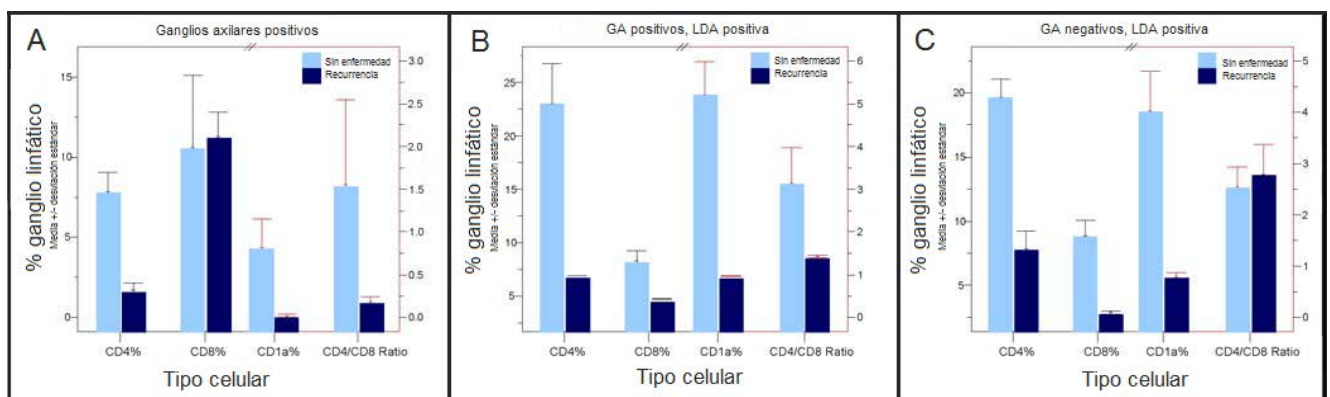 A
Ganglios axilares positivos
Sin enfermedad
Recurrencia
% ganglio linfático
Media +/- desviación estándar
15
10
5
0
3.0
2.5
2.0
1.5
1.0
0.5
0.0
CD4%
CD8%
CD1a%
CD4/CD8 Ratio
Tipo celular
B
GA positivos, LDA positiva
Sin enfermedad
Recurrencia
% ganglio linfático
Media +/- desviación estándar
25
20
15
10
5
6
5
4
3
2
1
0
CD4%
CD8%
CD1a%
CD4/CD8 Ratio
Tipo celular
C
GA negativos, LDA positiva
Sin enfermedad
Recurrencia
% ganglio linfático
Media +/- desviación estándar
20
15
10
5
5
4
3
2
1
0
CD4%
CD8%
CD1a%
CD4/CD8 Ratio
Tipo celular